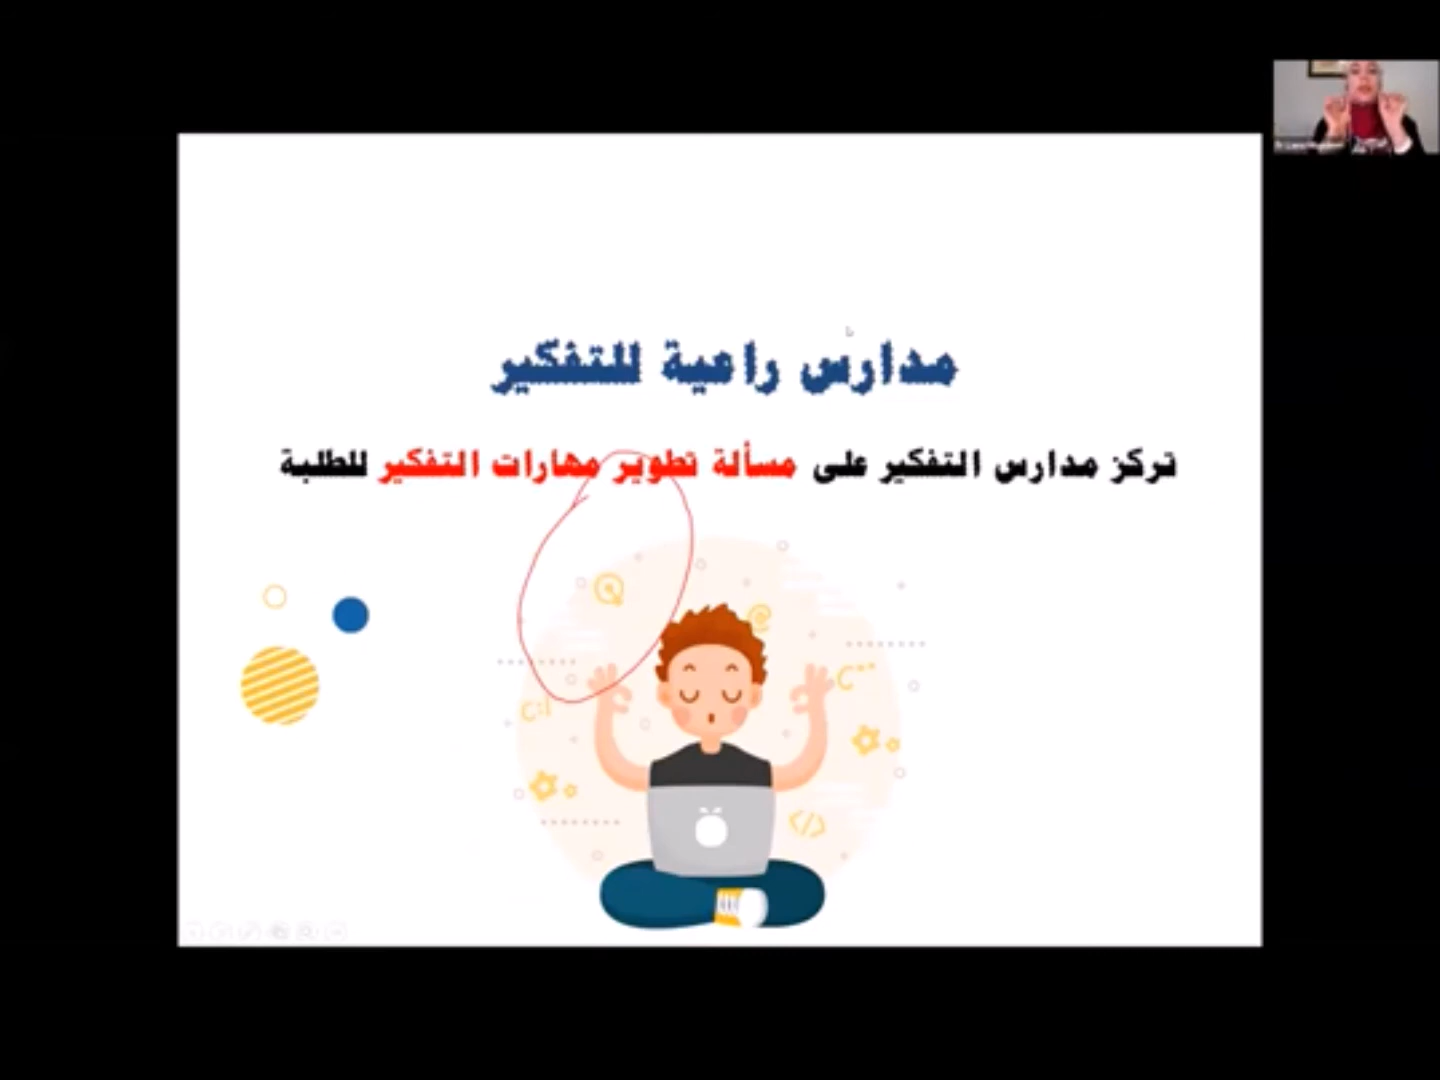 مدارس راعية للتفكير
تركز مدارس التفكير على مسألة تطوير مهارات التفكير للطلبة
C++
C:\
</>